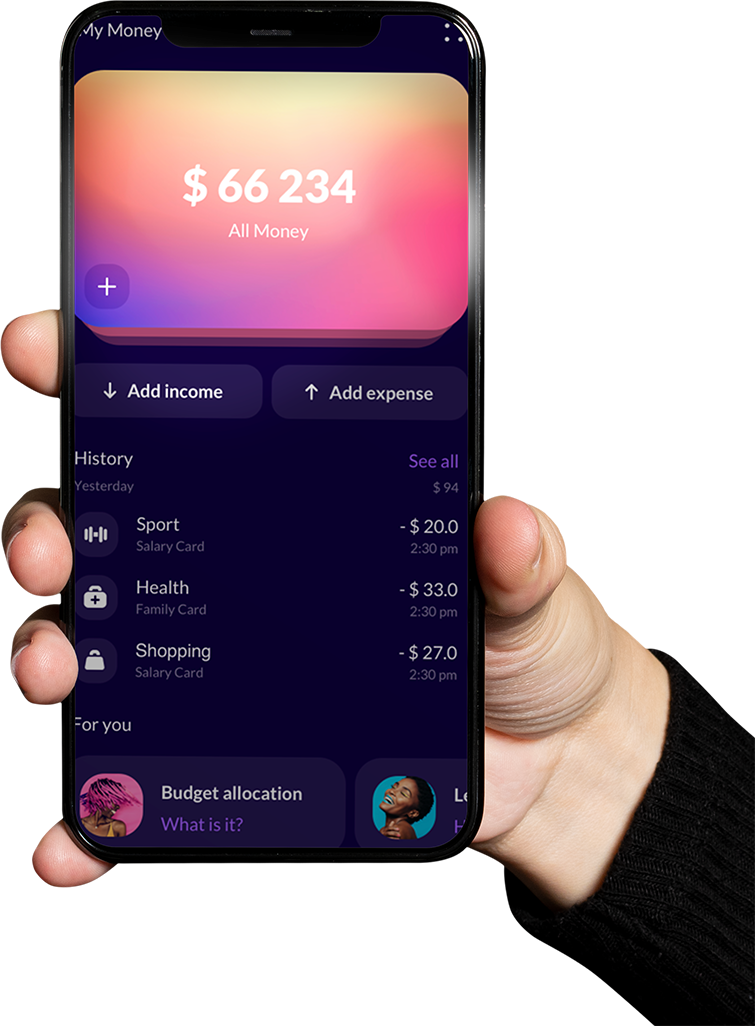 My Money
$ 66 234
All Money
Add income
Add expense
History
See all
Yesterday
$ 94
Sport
- $ 20.0
Salary Card
2:30 pm
Health
- $ 33.0
Family Card
2:30 pm
Shopping
- $ 27.0
Salary Card
2:30 pm
For you
Budget allocation
What is it?